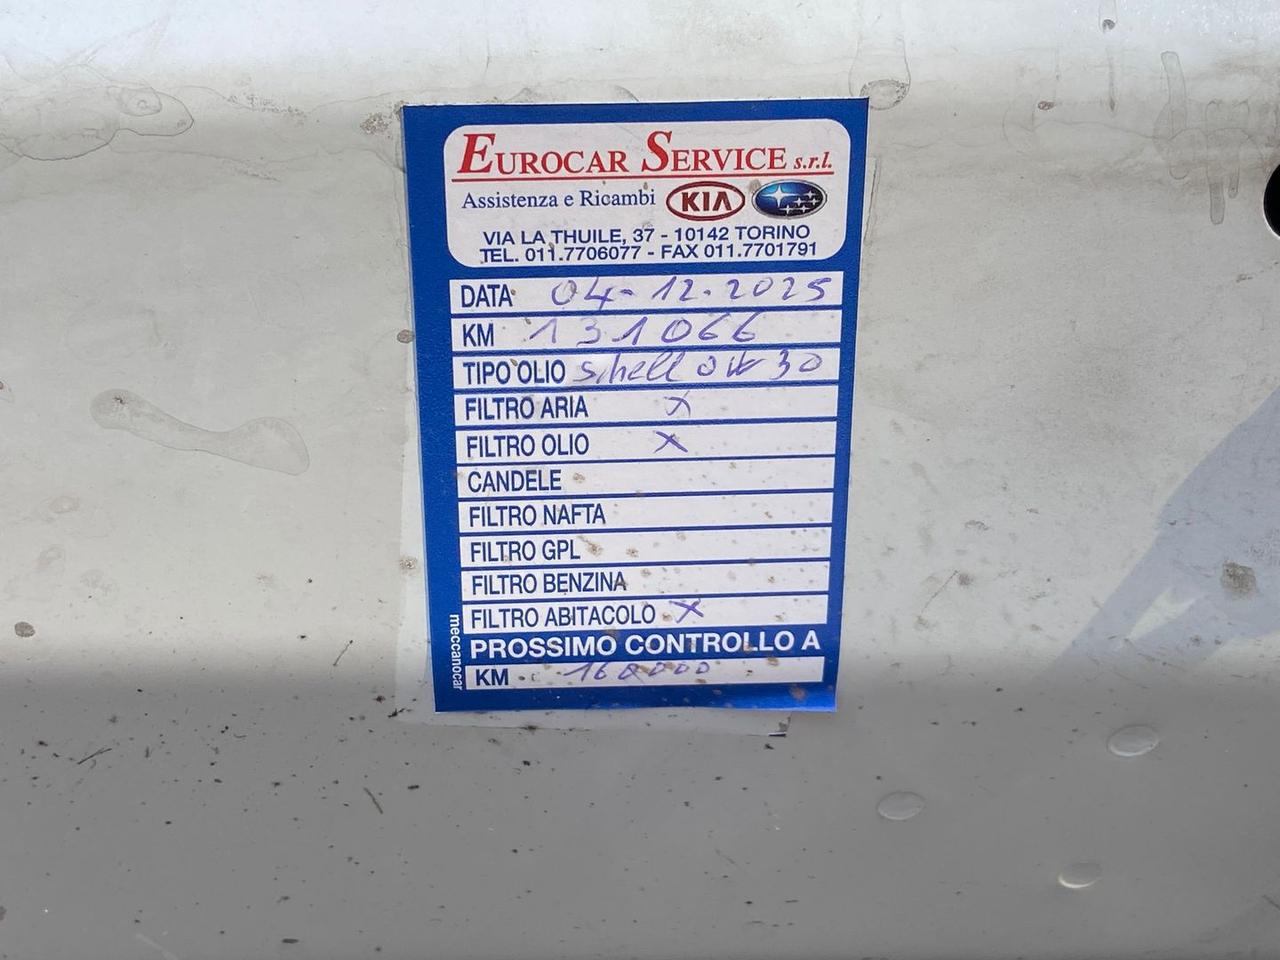 EUROCAR SERVICE s.r.l.
Assistenza e Ricambi KIA
VIA LA THUILE, 37 - 10142 TORINO
TEL. 011.7706077 - FAX 011.7701791
DATA 04-12-2025
KM 131066
TIPO OLIO Shell 0W30
FILTRO ARIA X
FILTRO OLIO X
CANDELE
FILTRO NAFTA
FILTRO GPL
FILTRO BENZINA
FILTRO ABITACOLO X
PROSSIMO CONTROLLO A
KM 160000
meccanocar